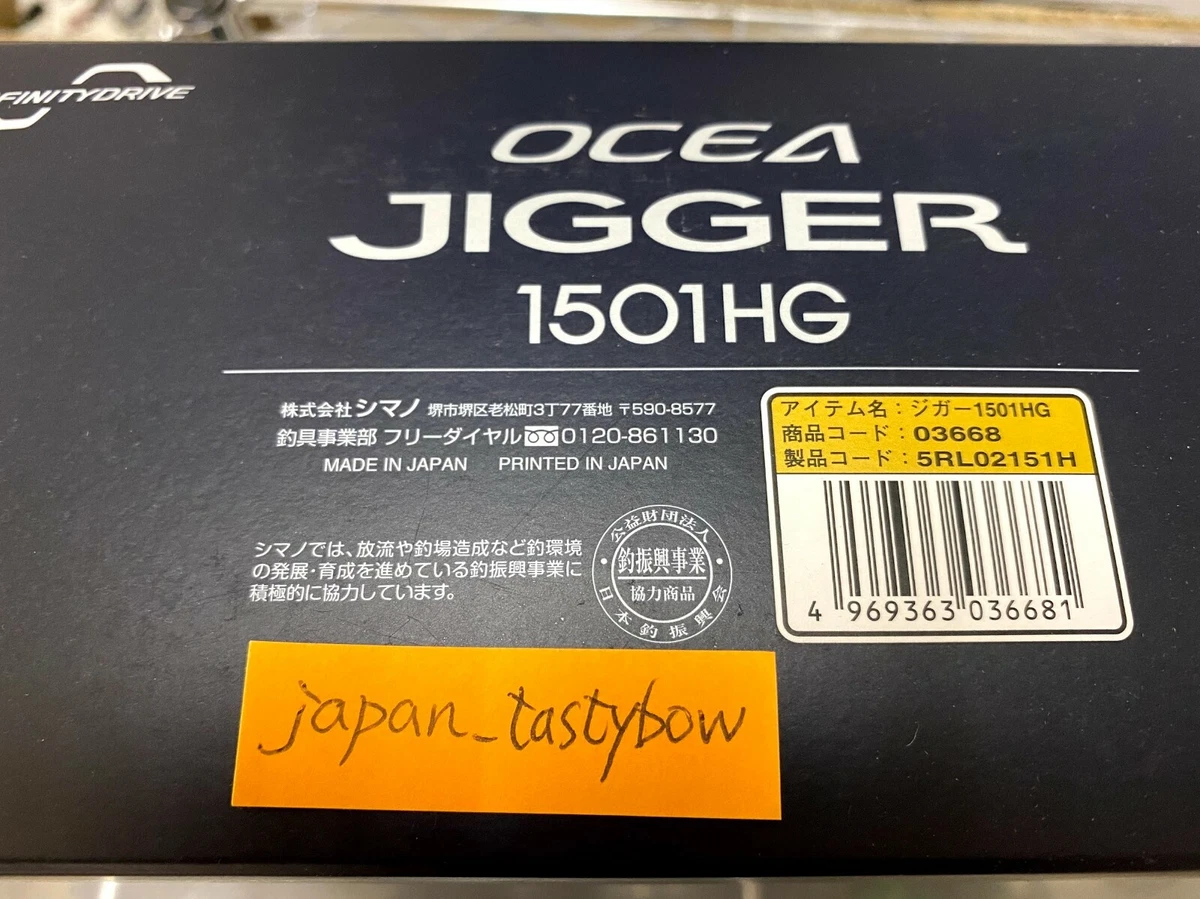 FINITYDRIVE
OCEA
JIGGER
1501HG
株式会社 シマノ 堺市堺区老松町3丁77番地 〒590-8577
釣具事業部 フリーダイヤル 0120-861130
MADE IN JAPAN PRINTED IN JAPAN
アイテム名：ジガー1501HG
商品コード：03668
製品コード：5RL02151H
4 969363 036681
シマノでは、放流や釣場造成など釣環境
の発展・育成を進めている釣振興事業に
積極的に協力しています。
公益財団法人
釣振興事業
協力商品
日本釣振興会
japan_tastybow